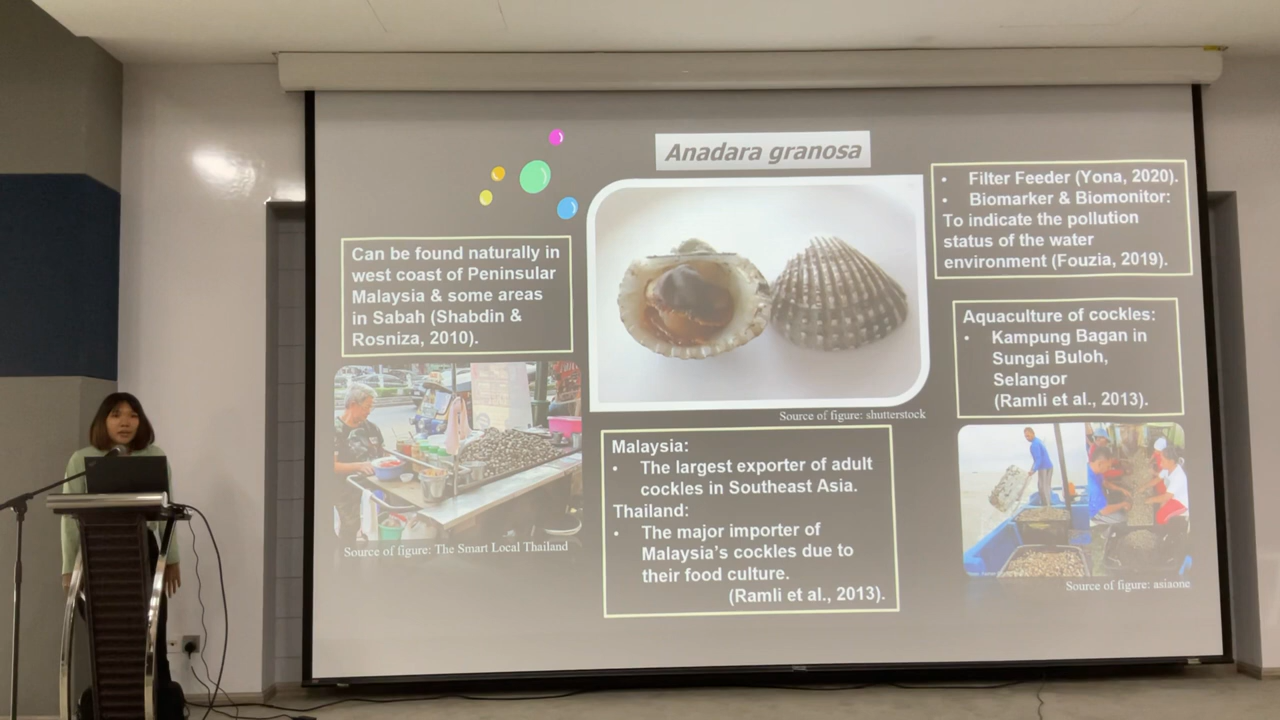 Anadara granosa
Can be found naturally in
west coast of Peninsular
Malaysia & some areas
in Sabah (Shabdin &
Rosniza, 2010).
Source of figure: The Smart Local Thailand
Source of figure: shutterstock
Malaysia:
• The largest exporter of adult
cockles in Southeast Asia.
Thailand:
• The major importer of
Malaysia's cockles due to
their food culture.
(Ramli et al., 2013).
• Filter Feeder (Yona, 2020).
• Biomarker & Biomonitor:
To indicate the pollution
status of the water
environment (Fouzia, 2019).
Aquaculture of cockles:
• Kampung Bagan in
Sungai Buloh,
Selangor
(Ramli et al., 2013).
Source of figure: asiaone